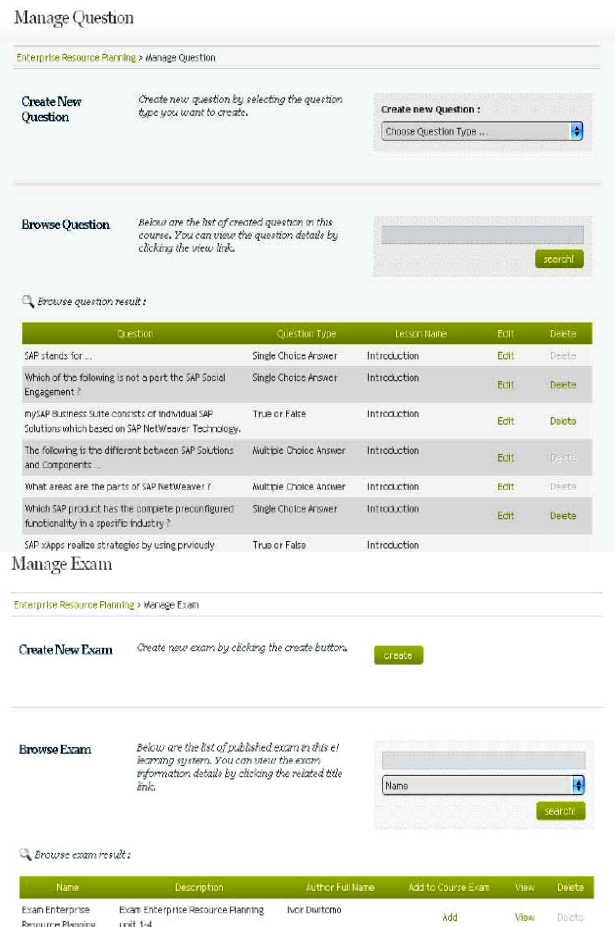 Manage Question
Enterprise Resource Planning > Manage Question
Create New
Question
Create new question by selecting the question
type you want to create.
Create new Question :
Choose Question Type ...
Browse Question
Below are the list of created question in this
course. You can view the question details by
clicking the view link.
search!
Browse question result :
Question Question Type Lesson Name Edit Delete
SAP stands for ... Single Choice Answer Introduction Edit Delete
Which of the following is not a part the SAP Social
Engagement ? Single Choice Answer Introduction Edit Delete
mySAP Business Suite consists of individual SAP
Solutions which based on SAP NetWeaver Technology. True or False Introduction Edit Delete
The following is the different between SAP Solutions
and Components ... Multiple Choice Answer Introduction Edit Delete
What areas are the parts of SAP NetWeaver ? Multiple Choice Answer Introduction Edit Delete
Which SAP product has the complete preconfigured
functionality in a spesific industry ? Single Choice Answer Introduction Edit Delete
SAP xApps realize strategies by using prviously True or False Introduction
Manage Exam
Enterprise Resource Planning > Manage Exam
Create New Exam
Create new exam by clicking the create button.
create
Browse Exam
Below are the list of published exam in this e!
learning system. You can view the exam
information details by clicking the related title
link.
Name
search!
Browse exam result :
Name Description Author Full Name Add to Course Exam View Delete
Exam Enterprise
Resource Planning
Exam Enterprise Resource Planning
unit 1-4
Ivor Dwitomo
Add View Delete